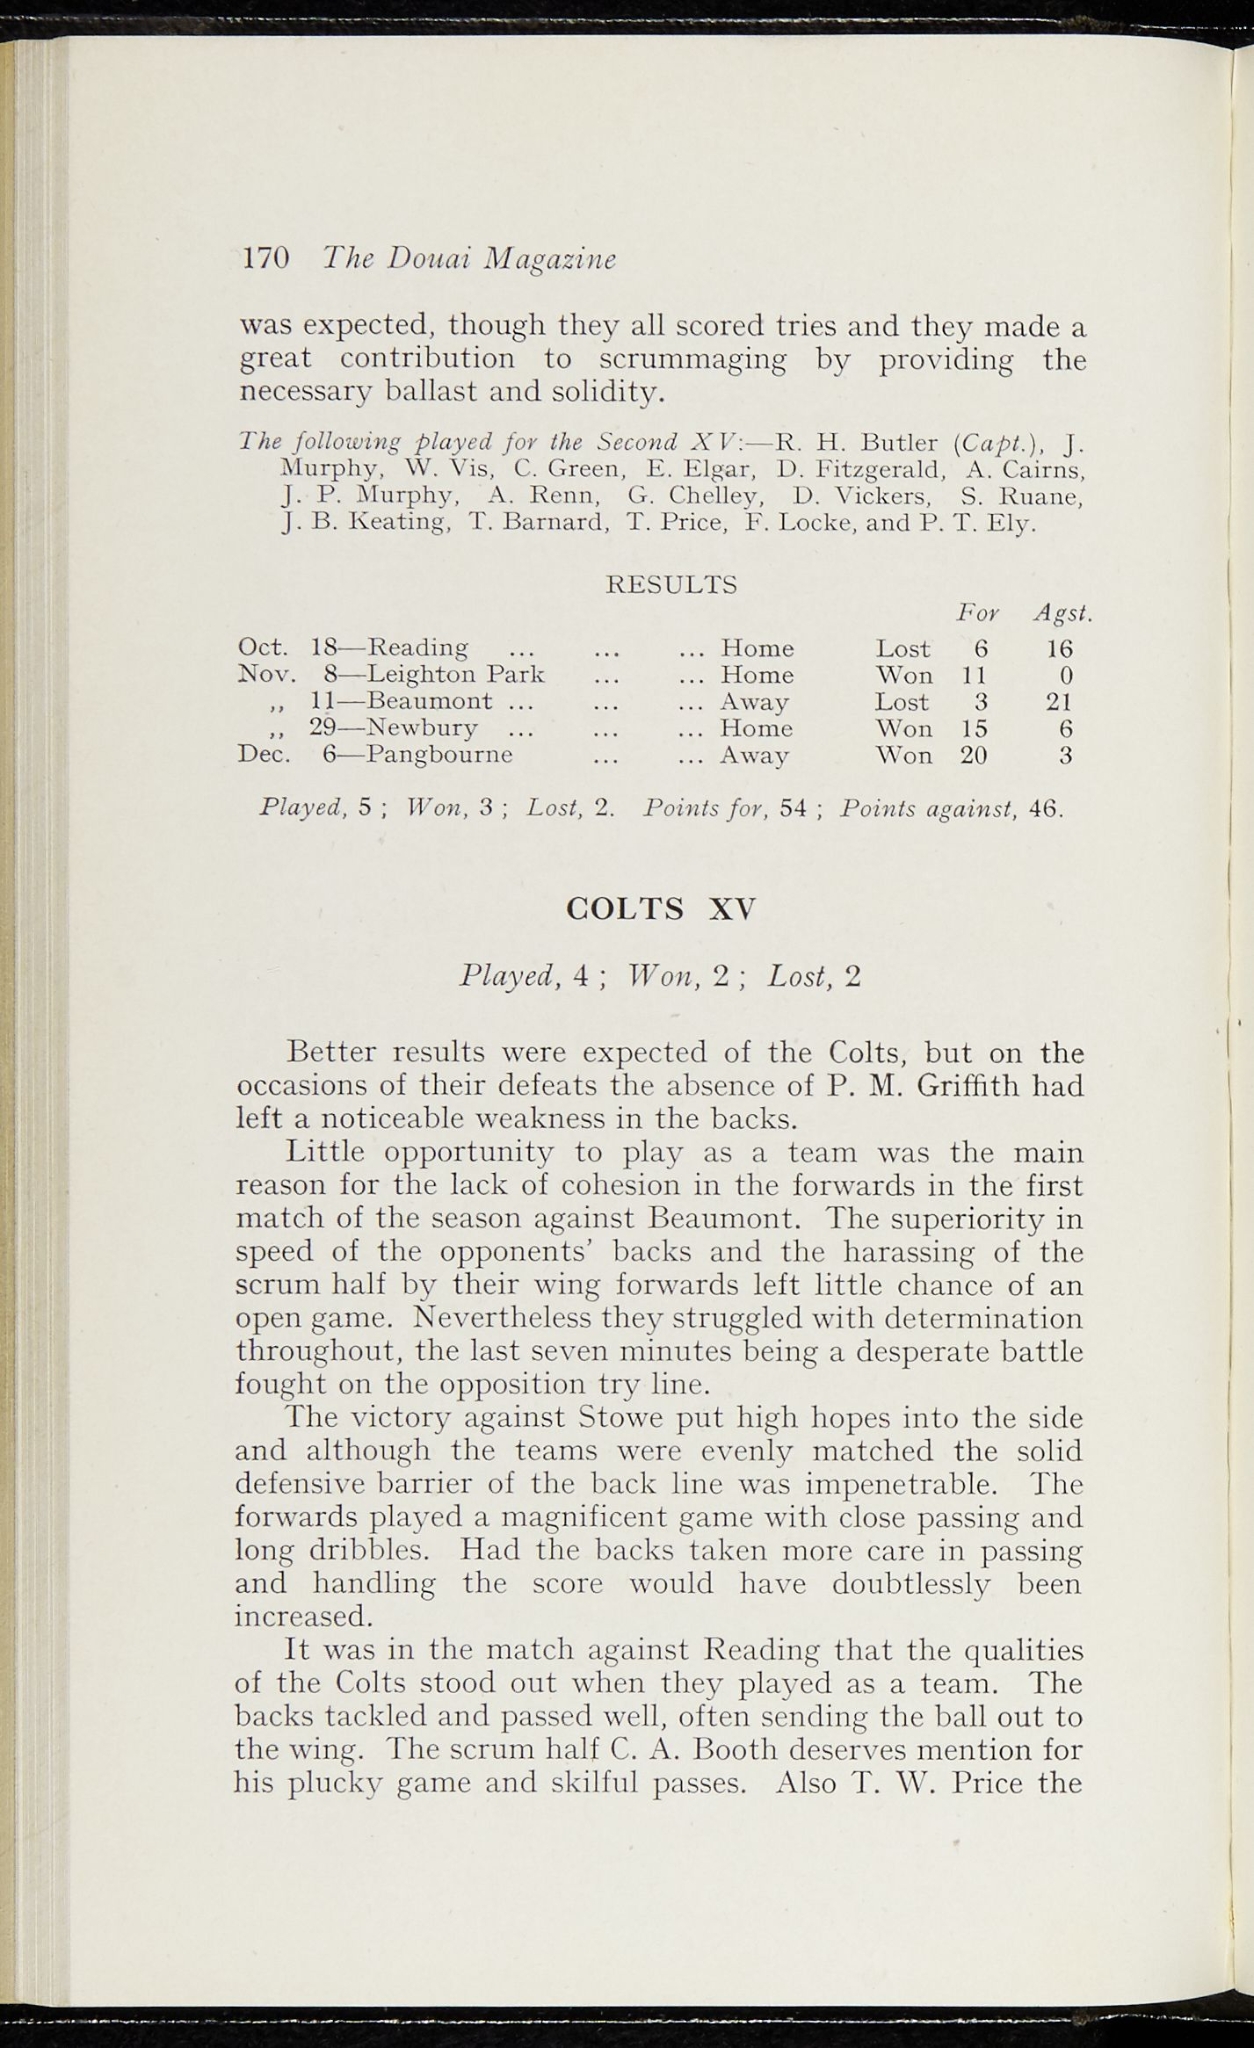 170 The Douai Magazine
was expected, though they all scored tries and they made a
great contribution to scrummaging by providing the
necessary ballast and solidity.
The following played for the Second XV:—R. H. Butler (Capt.), J.
Murphy, W. Vis, C. Green, E. Elgar, D. Fitzgerald, A. Cairns,
J. P. Murphy, A. Renn, G. Chelley, D. Vickers, S. Ruane,
J. B. Keating, T. Barnard, T. Price, F. Locke, and P. T. Ely.
RESULTS
For Agst.
Oct. 18—Reading ... ... ... Home Lost 6 16
Nov. 8—Leighton Park ... ... Home Won 11 0
,, 11—Beaumont ... ... ... Away Lost 3 21
,, 29—Newbury ... ... ... Home Won 15 6
Dec. 6—Pangbourne ... ... Away Won 20 3
Played, 5 ; Won, 3 ; Lost, 2. Points for, 54 ; Points against, 46.
COLTS XV
Played, 4 ; Won, 2 ; Lost, 2
Better results were expected of the Colts, but on the
occasions of their defeats the absence of P. M. Griffith had
left a noticeable weakness in the backs.
Little opportunity to play as a team was the main
reason for the lack of cohesion in the forwards in the first
match of the season against Beaumont. The superiority in
speed of the opponents' backs and the harassing of the
scrum half by their wing forwards left little chance of an
open game. Nevertheless they struggled with determination
throughout, the last seven minutes being a desperate battle
fought on the opposition try line.
The victory against Stowe put high hopes into the side
and although the teams were evenly matched the solid
defensive barrier of the back line was impenetrable. The
forwards played a magnificent game with close passing and
long dribbles. Had the backs taken more care in passing
and handling the score would have doubtlessly been
increased.
It was in the match against Reading that the qualities
of the Colts stood out when they played as a team. The
backs tackled and passed well, often sending the ball out to
the wing. The scrum half C. A. Booth deserves mention for
his plucky game and skilful passes. Also T. W. Price the